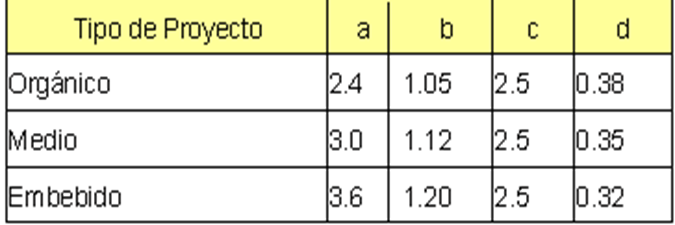 Tipo de Proyecto a b c d
Orgánico 2.4 1.05 2.5 0.38
Medio 3.0 1.12 2.5 0.35
Embebido 3.6 1.20 2.5 0.32